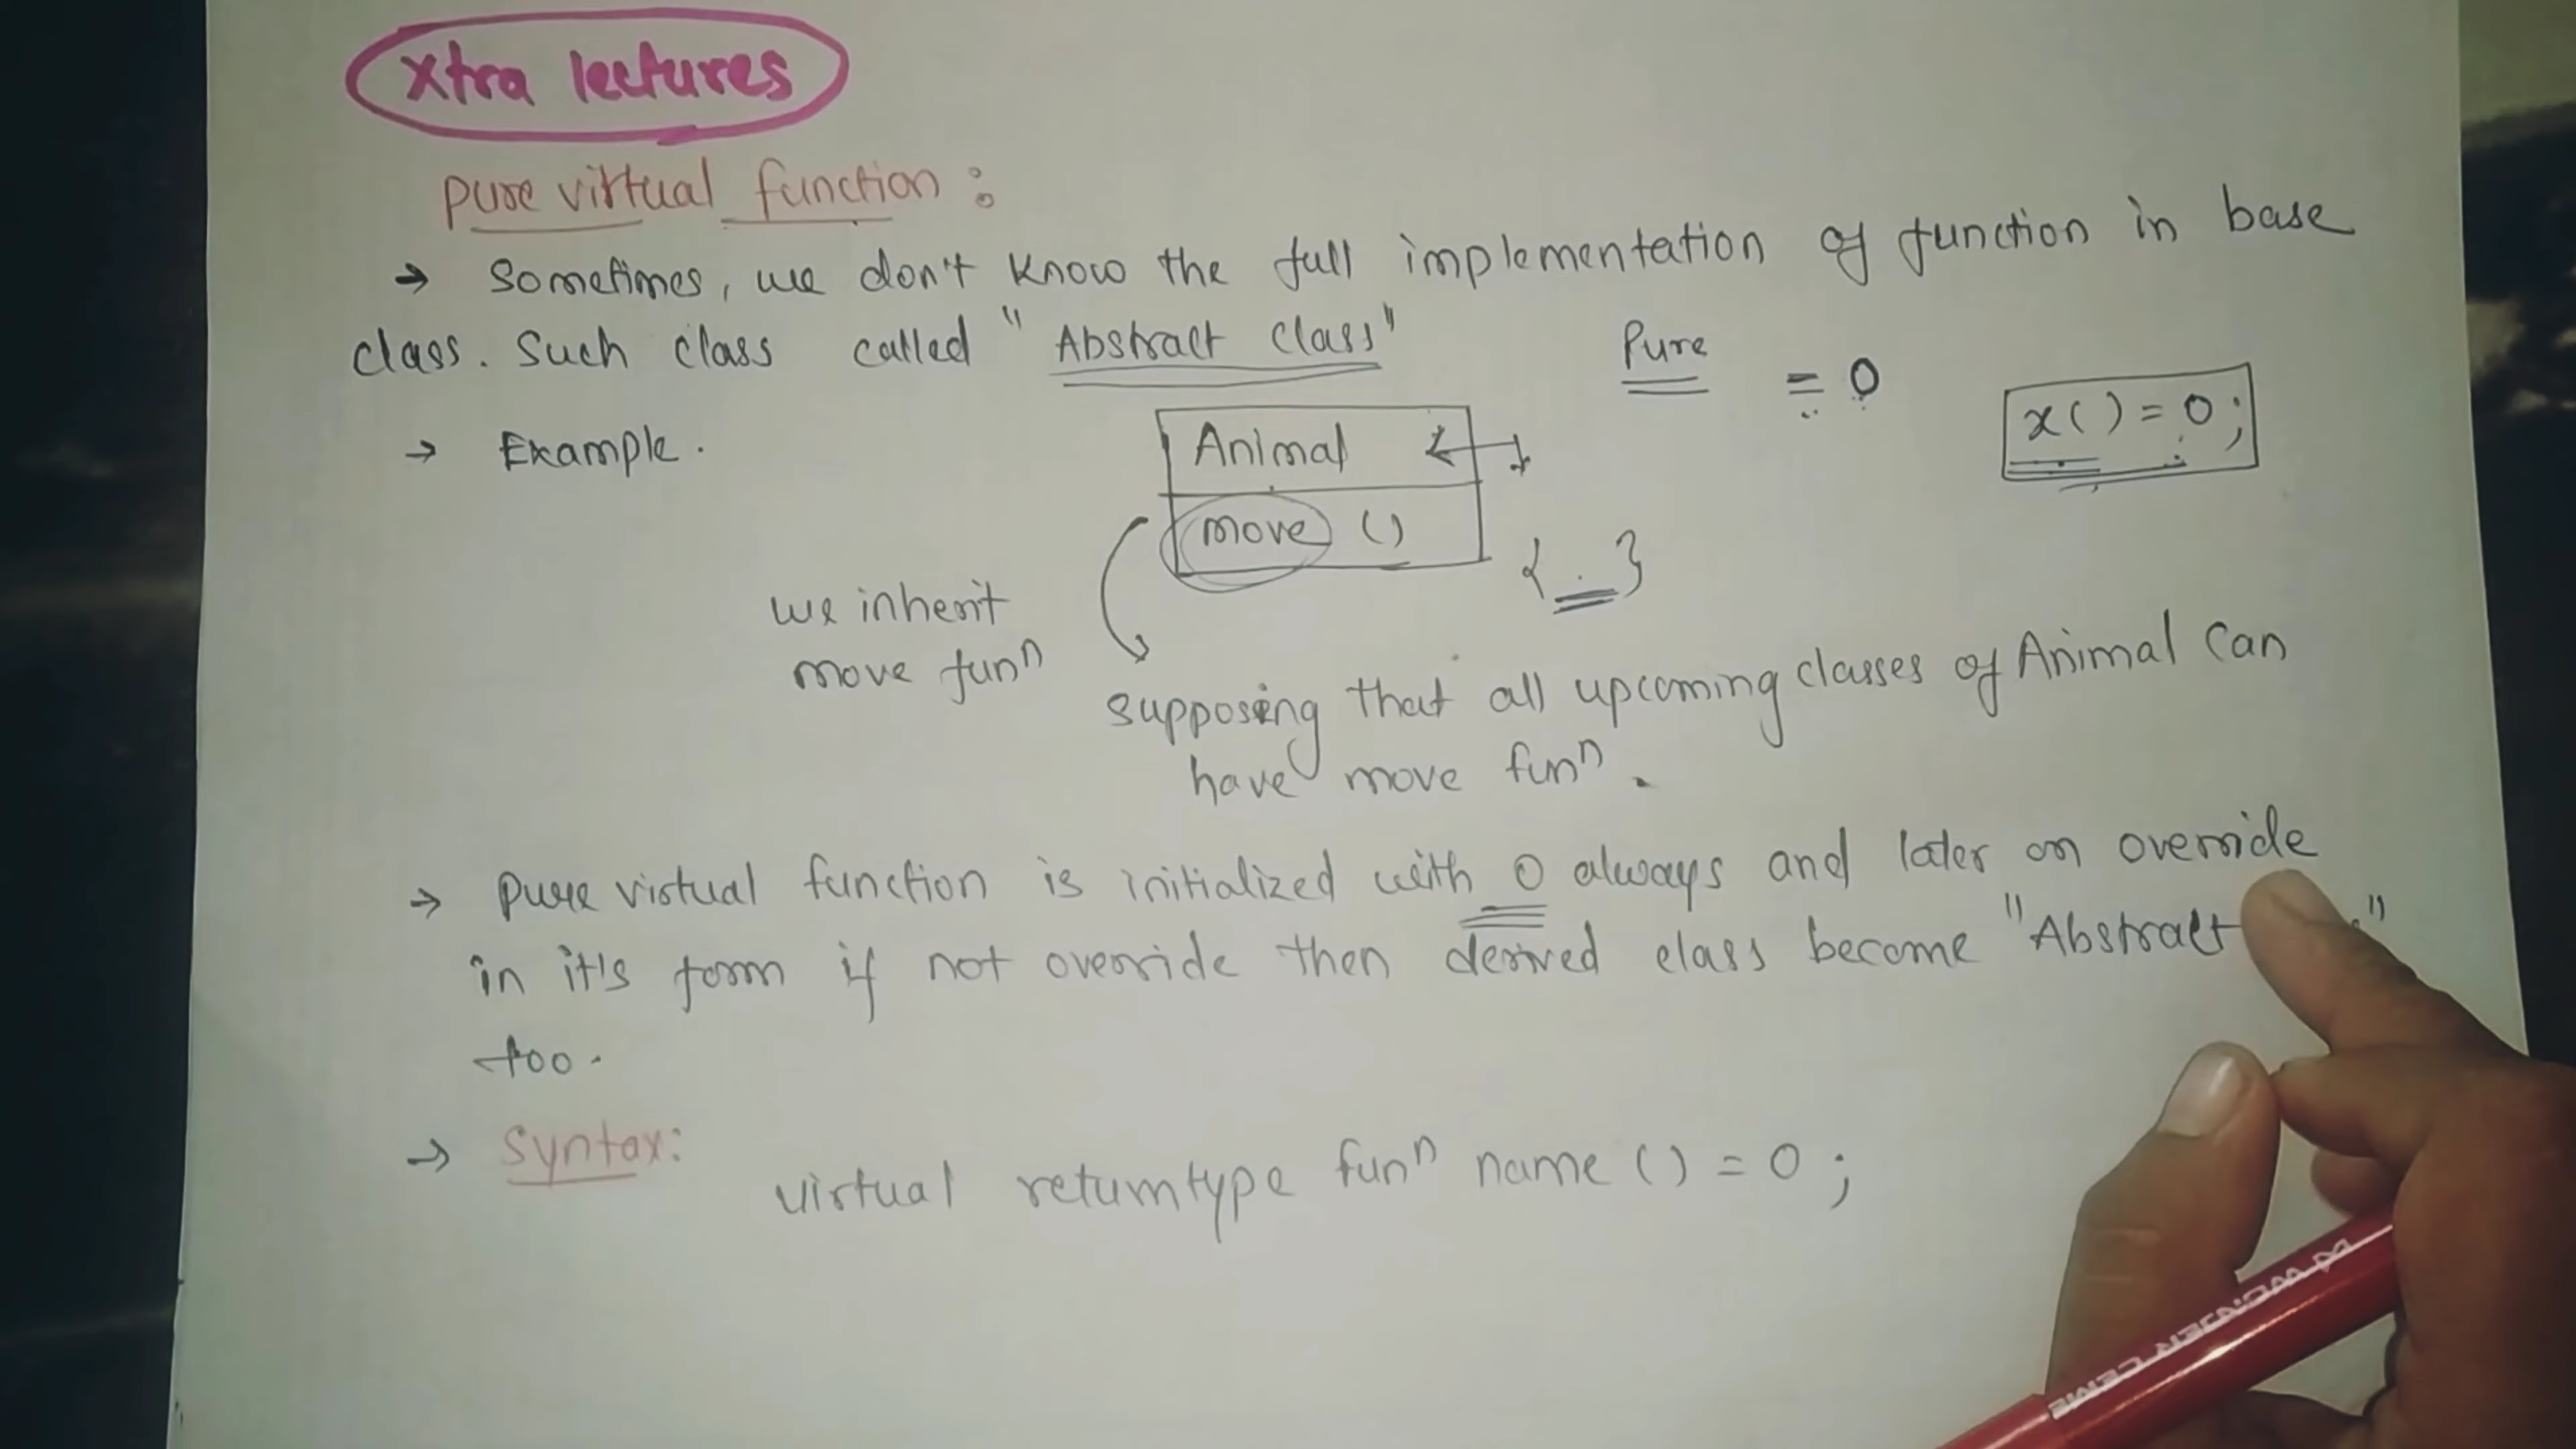 Xtra lectures
pure virtual function :
→ Sometimes, we don't know the full implementation of function in base
class. Such class called "Abstract Class"
Pure = 0
x() = 0;
→ Example.
Animal
move ()
{ _ }
we inherit
move funⁿ
supposing that all upcoming classes of Animal can
have move funⁿ.
→ pure virtual function is initialized with 0 always and later on override
in it's form if not override then derived class become "Abstract "
too.
→ Syntax: virtual returntype funⁿ name () = 0 ;